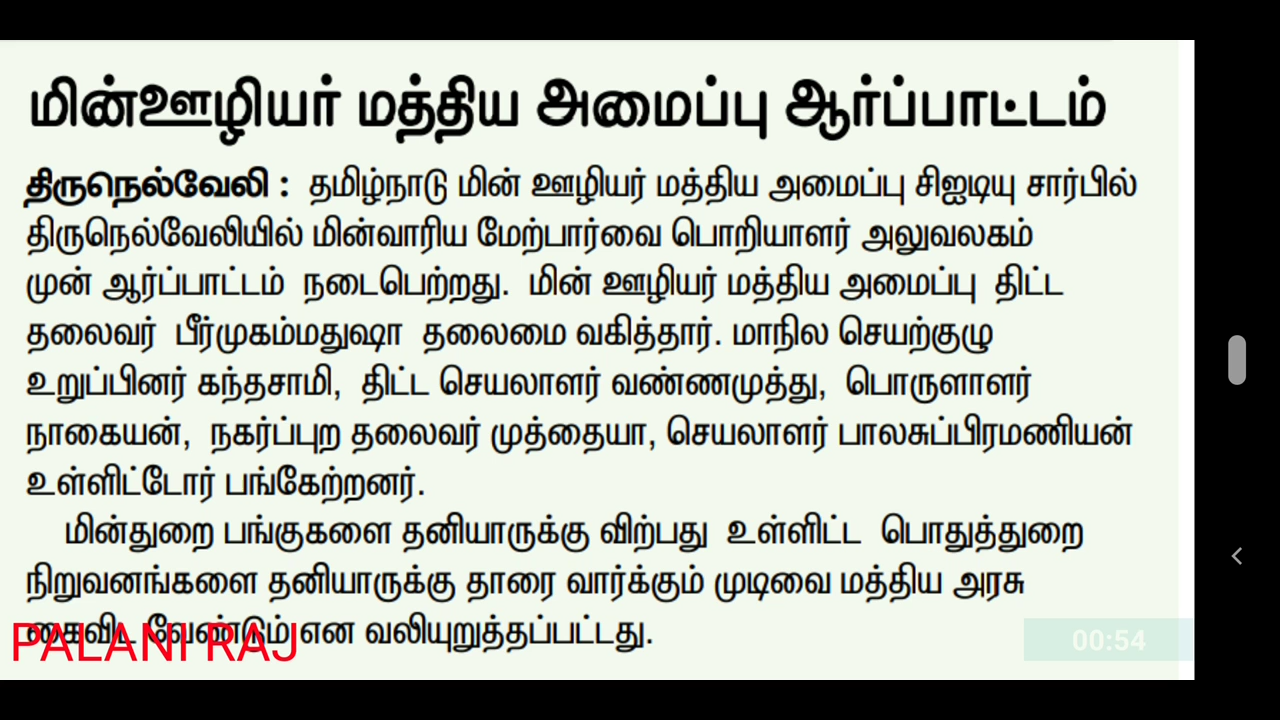 மின்ஊழியர் மத்திய அமைப்பு ஆர்ப்பாட்டம்
திருநெல்வேலி : தமிழ்நாடு மின் ஊழியர் மத்திய அமைப்பு சிஐடியு சார்பில்
திருநெல்வேலியில் மின்வாரிய மேற்பார்வை பொறியாளர் அலுவலகம்
முன் ஆர்ப்பாட்டம் நடைபெற்றது. மின் ஊழியர் மத்திய அமைப்பு திட்ட
தலைவர் பீர்முகம்மதுஷா தலைமை வகித்தார். மாநில செயற்குழு
உறுப்பினர் கந்தசாமி, திட்ட செயலாளர் வண்ணமுத்து, பொருளாளர்
நாகையன், நகர்ப்புற தலைவர் முத்தையா, செயலாளர் பாலசுப்பிரமணியன்
உள்ளிட்டோர் பங்கேற்றனர்.
மின்துறை பங்குகளை தனியாருக்கு விற்பது உள்ளிட்ட பொதுத்துறை
நிறுவனங்களை தனியாருக்கு தாரை வார்க்கும் முடிவை மத்திய அரசு
கைவிட வேண்டும் என வலியுறுத்தப்பட்டது.
PALANI RAJ
00:54